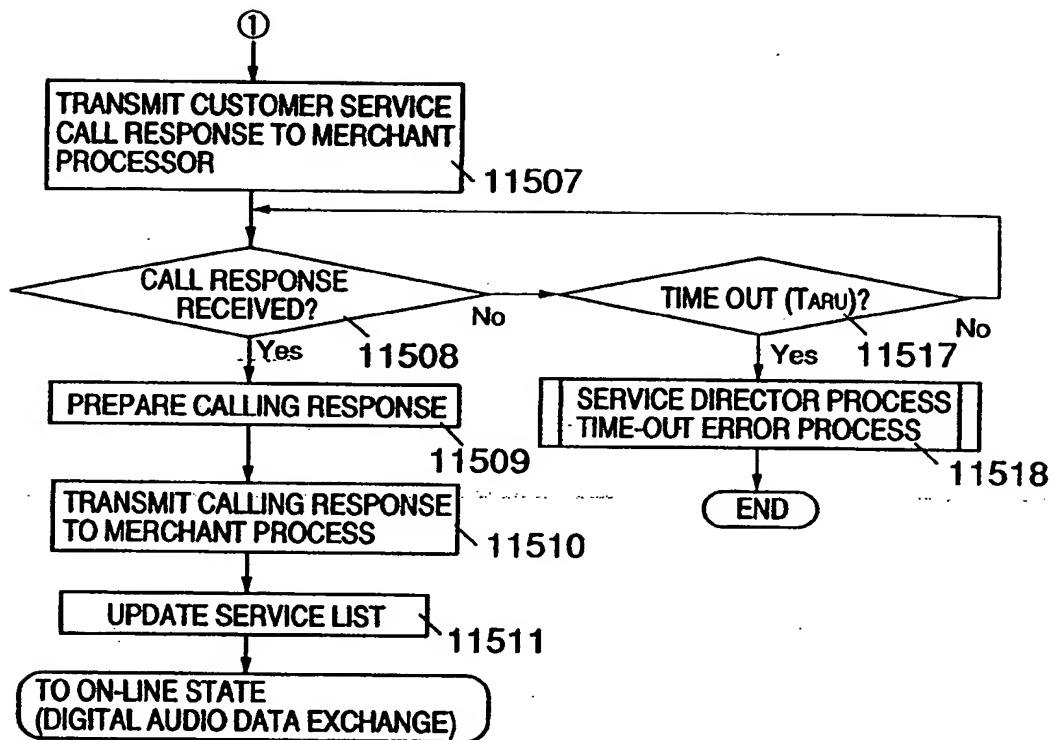 ①
TRANSMIT CUSTOMER SERVICE
CALL RESPONSE TO MERCHANT
PROCESSOR
11507
CALL RESPONSE
RECEIVED?
No
11508
Yes
TIME OUT (TARU)?
No
11517
Yes
PREPARE CALLING RESPONSE
11509
SERVICE DIRECTOR PROCESS
TIME-OUT ERROR PROCESS
11518
TRANSMIT CALLING RESPONSE
TO MERCHANT PROCESS
11510
END
UPDATE SERVICE LIST
11511
TO ON-LINE STATE
(DIGITAL AUDIO DATA EXCHANGE)